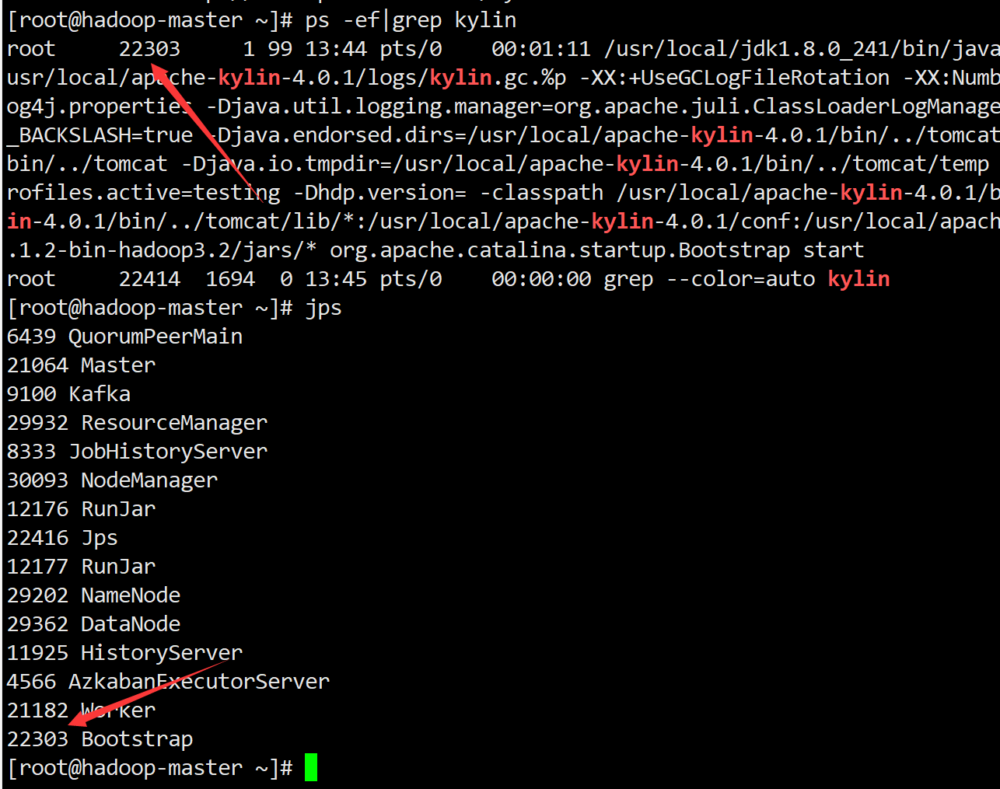 [root@hadoop-master ~]# ps -ef|grep kylin
root     22303     1 99 13:44 pts/0    00:01:11 /usr/local/jdk1.8.0_241/bin/java
usr/local/apache-kylin-4.0.1/logs/kylin.gc.%p -XX:+UseGCLogFileRotation -XX:Numb
og4j.properties -Djava.util.logging.manager=org.apache.juli.ClassLoaderLogManage
_BACKSLASH=true -Djava.endorsed.dirs=/usr/local/apache-kylin-4.0.1/bin/../tomcat
bin/../tomcat -Djava.io.tmpdir=/usr/local/apache-kylin-4.0.1/bin/../tomcat/temp
rofiles.active=testing -Dhdp.version= -classpath /usr/local/apache-kylin-4.0.1/b
in-4.0.1/bin/../tomcat/lib/*:/usr/local/apache-kylin-4.0.1/conf:/usr/local/apach
.1.2-bin-hadoop3.2/jars/* org.apache.catalina.startup.Bootstrap start
root     22414  1694  0 13:45 pts/0    00:00:00 grep --color=auto kylin
[root@hadoop-master ~]# jps
6439 QuorumPeerMain
21064 Master
9100 Kafka
29932 ResourceManager
8333 JobHistoryServer
30093 NodeManager
12176 RunJar
22416 Jps
12177 RunJar
29202 NameNode
29362 DataNode
11925 HistoryServer
4566 AzkabanExecutorServer
21182 Worker
22303 Bootstrap
[root@hadoop-master ~]#